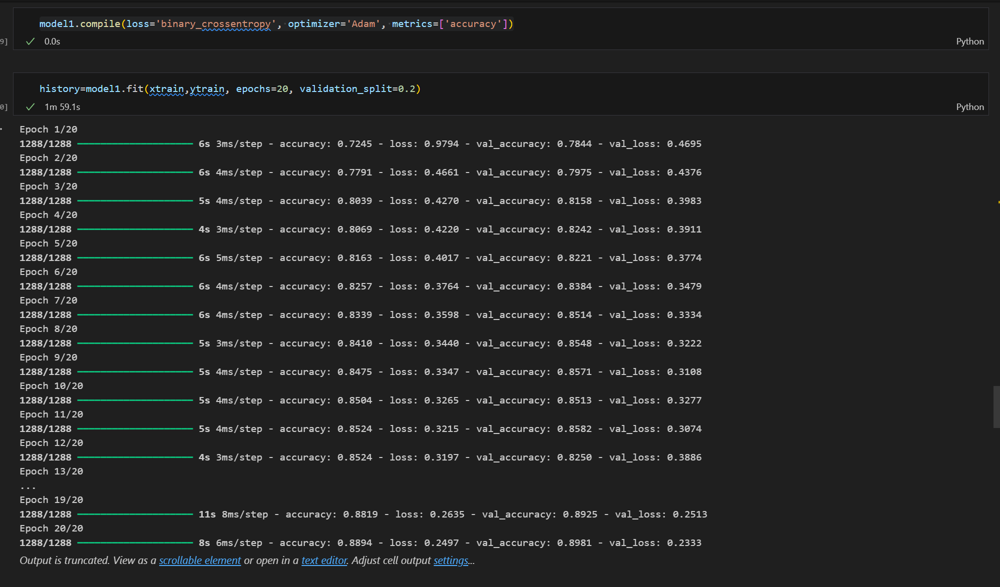 model1.compile(loss='binary_crossentropy', optimizer='Adam', metrics=['accuracy'])
9] 0.0s Python
history=model1.fit(xtrain,ytrain, epochs=20, validation_split=0.2)
0] 1m 59.1s Python
Epoch 1/20
1288/1288 6s 3ms/step - accuracy: 0.7245 - loss: 0.9794 - val_accuracy: 0.7844 - val_loss: 0.4695
Epoch 2/20
1288/1288 6s 4ms/step - accuracy: 0.7791 - loss: 0.4661 - val_accuracy: 0.7975 - val_loss: 0.4376
Epoch 3/20
1288/1288 5s 4ms/step - accuracy: 0.8039 - loss: 0.4270 - val_accuracy: 0.8158 - val_loss: 0.3983
Epoch 4/20
1288/1288 4s 3ms/step - accuracy: 0.8069 - loss: 0.4220 - val_accuracy: 0.8242 - val_loss: 0.3911
Epoch 5/20
1288/1288 6s 5ms/step - accuracy: 0.8163 - loss: 0.4017 - val_accuracy: 0.8221 - val_loss: 0.3774
Epoch 6/20
1288/1288 6s 4ms/step - accuracy: 0.8257 - loss: 0.3764 - val_accuracy: 0.8384 - val_loss: 0.3479
Epoch 7/20
1288/1288 6s 4ms/step - accuracy: 0.8339 - loss: 0.3598 - val_accuracy: 0.8514 - val_loss: 0.3334
Epoch 8/20
1288/1288 5s 3ms/step - accuracy: 0.8410 - loss: 0.3440 - val_accuracy: 0.8548 - val_loss: 0.3222
Epoch 9/20
1288/1288 5s 4ms/step - accuracy: 0.8475 - loss: 0.3347 - val_accuracy: 0.8571 - val_loss: 0.3108
Epoch 10/20
1288/1288 5s 4ms/step - accuracy: 0.8504 - loss: 0.3265 - val_accuracy: 0.8513 - val_loss: 0.3277
Epoch 11/20
1288/1288 5s 4ms/step - accuracy: 0.8524 - loss: 0.3215 - val_accuracy: 0.8582 - val_loss: 0.3074
Epoch 12/20
1288/1288 4s 3ms/step - accuracy: 0.8524 - loss: 0.3197 - val_accuracy: 0.8250 - val_loss: 0.3886
Epoch 13/20
...
Epoch 19/20
1288/1288 11s 8ms/step - accuracy: 0.8819 - loss: 0.2635 - val_accuracy: 0.8925 - val_loss: 0.2513
Epoch 20/20
1288/1288 8s 6ms/step - accuracy: 0.8894 - loss: 0.2497 - val_accuracy: 0.8981 - val_loss: 0.2333
Output is truncated. View as a scrollable element or open in a text editor. Adjust cell output settings...